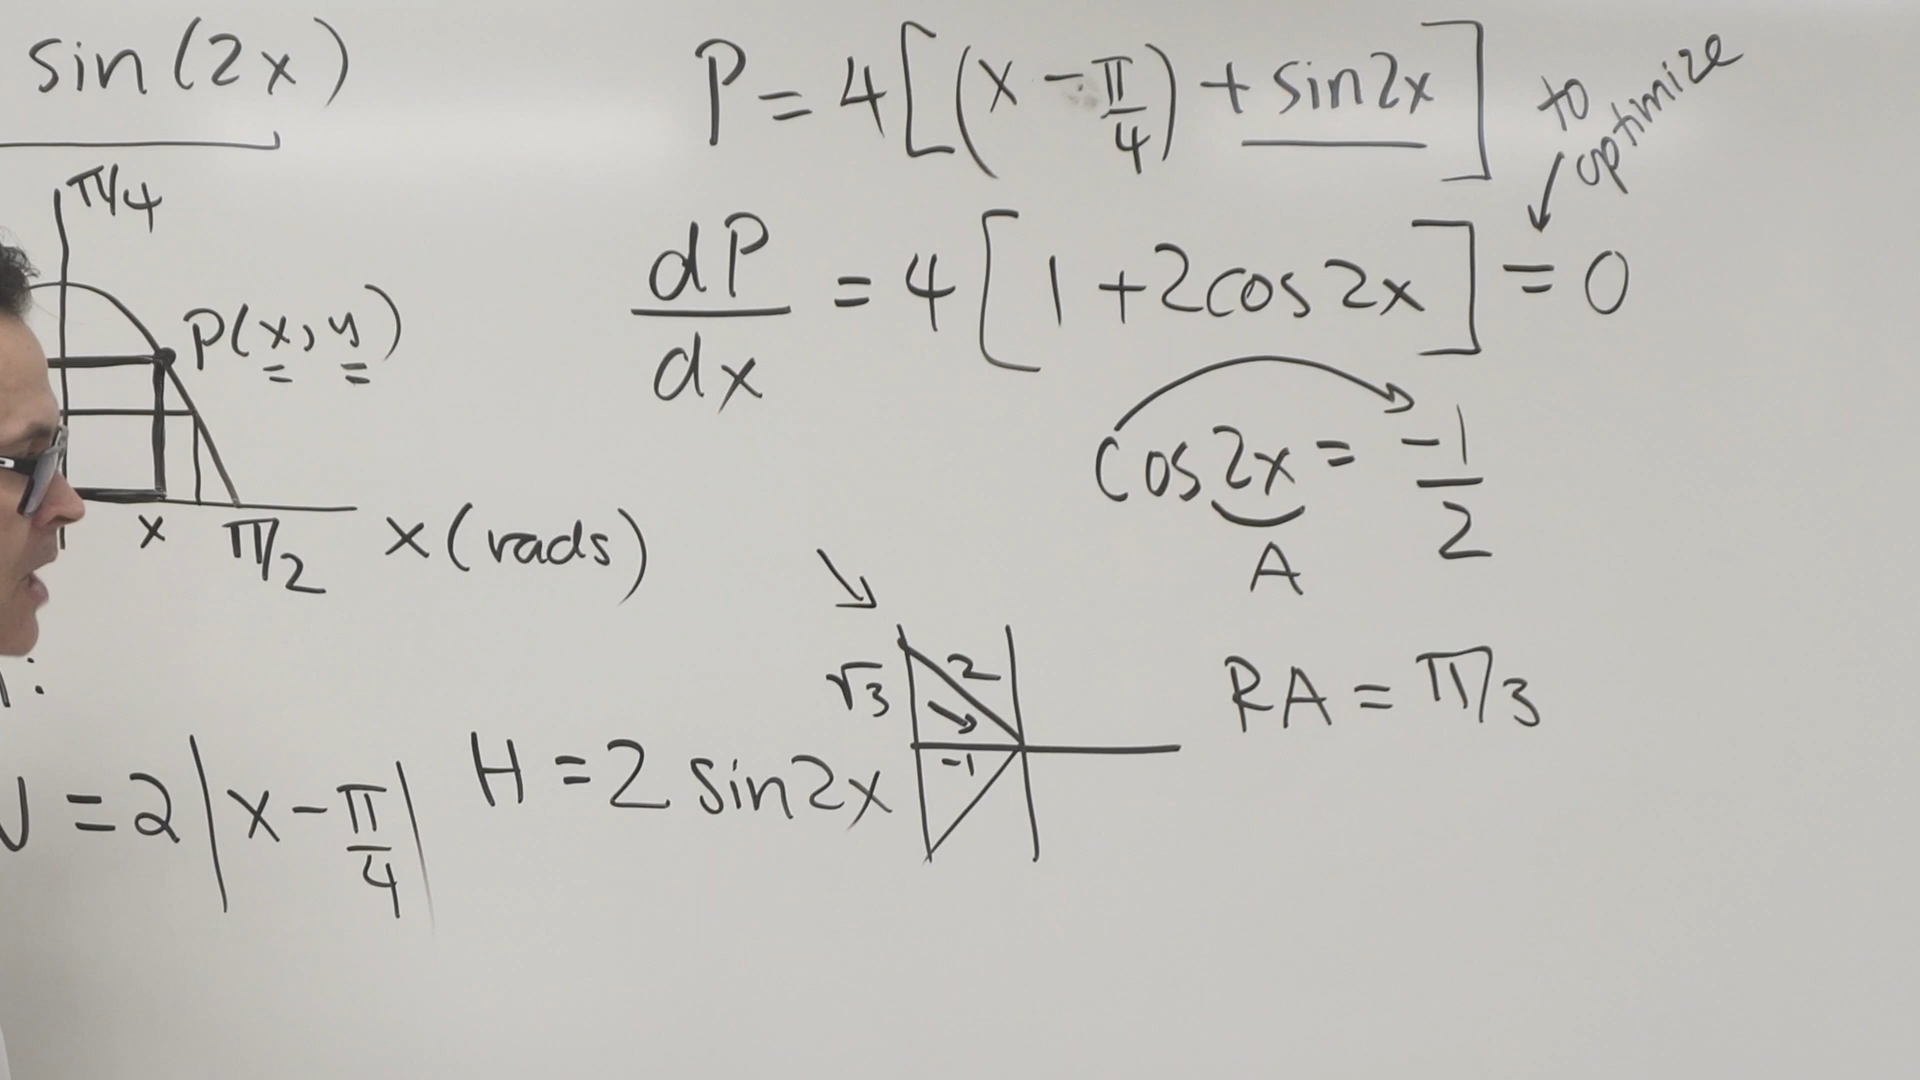 sin(2x)
P = 4[(x - π/4) + sin2x]
to optimize
π/4
dP/dx = 4[1 + 2cos2x] = 0
P(x, y)
cos2x = -1/2
A
x π/2 x (rads)
√3 2
-1
RA = π/3
= 2|x - π/4| H = 2 sin2x